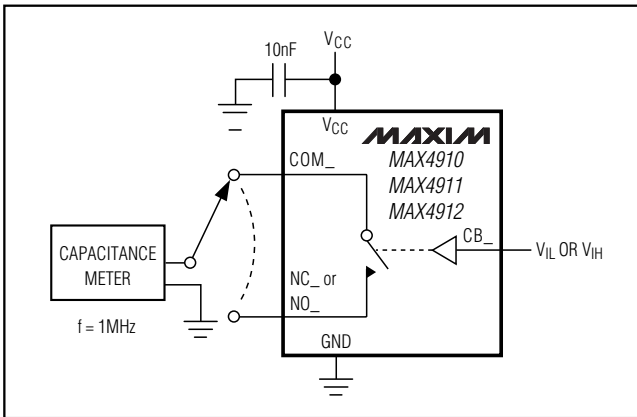 10nF
VCC
VCC
MAXIM
MAX4910
MAX4911
MAX4912
COM_
CB_
VIL OR VIH
CAPACITANCE
METER
NC_ or
NO_
f = 1MHz
GND